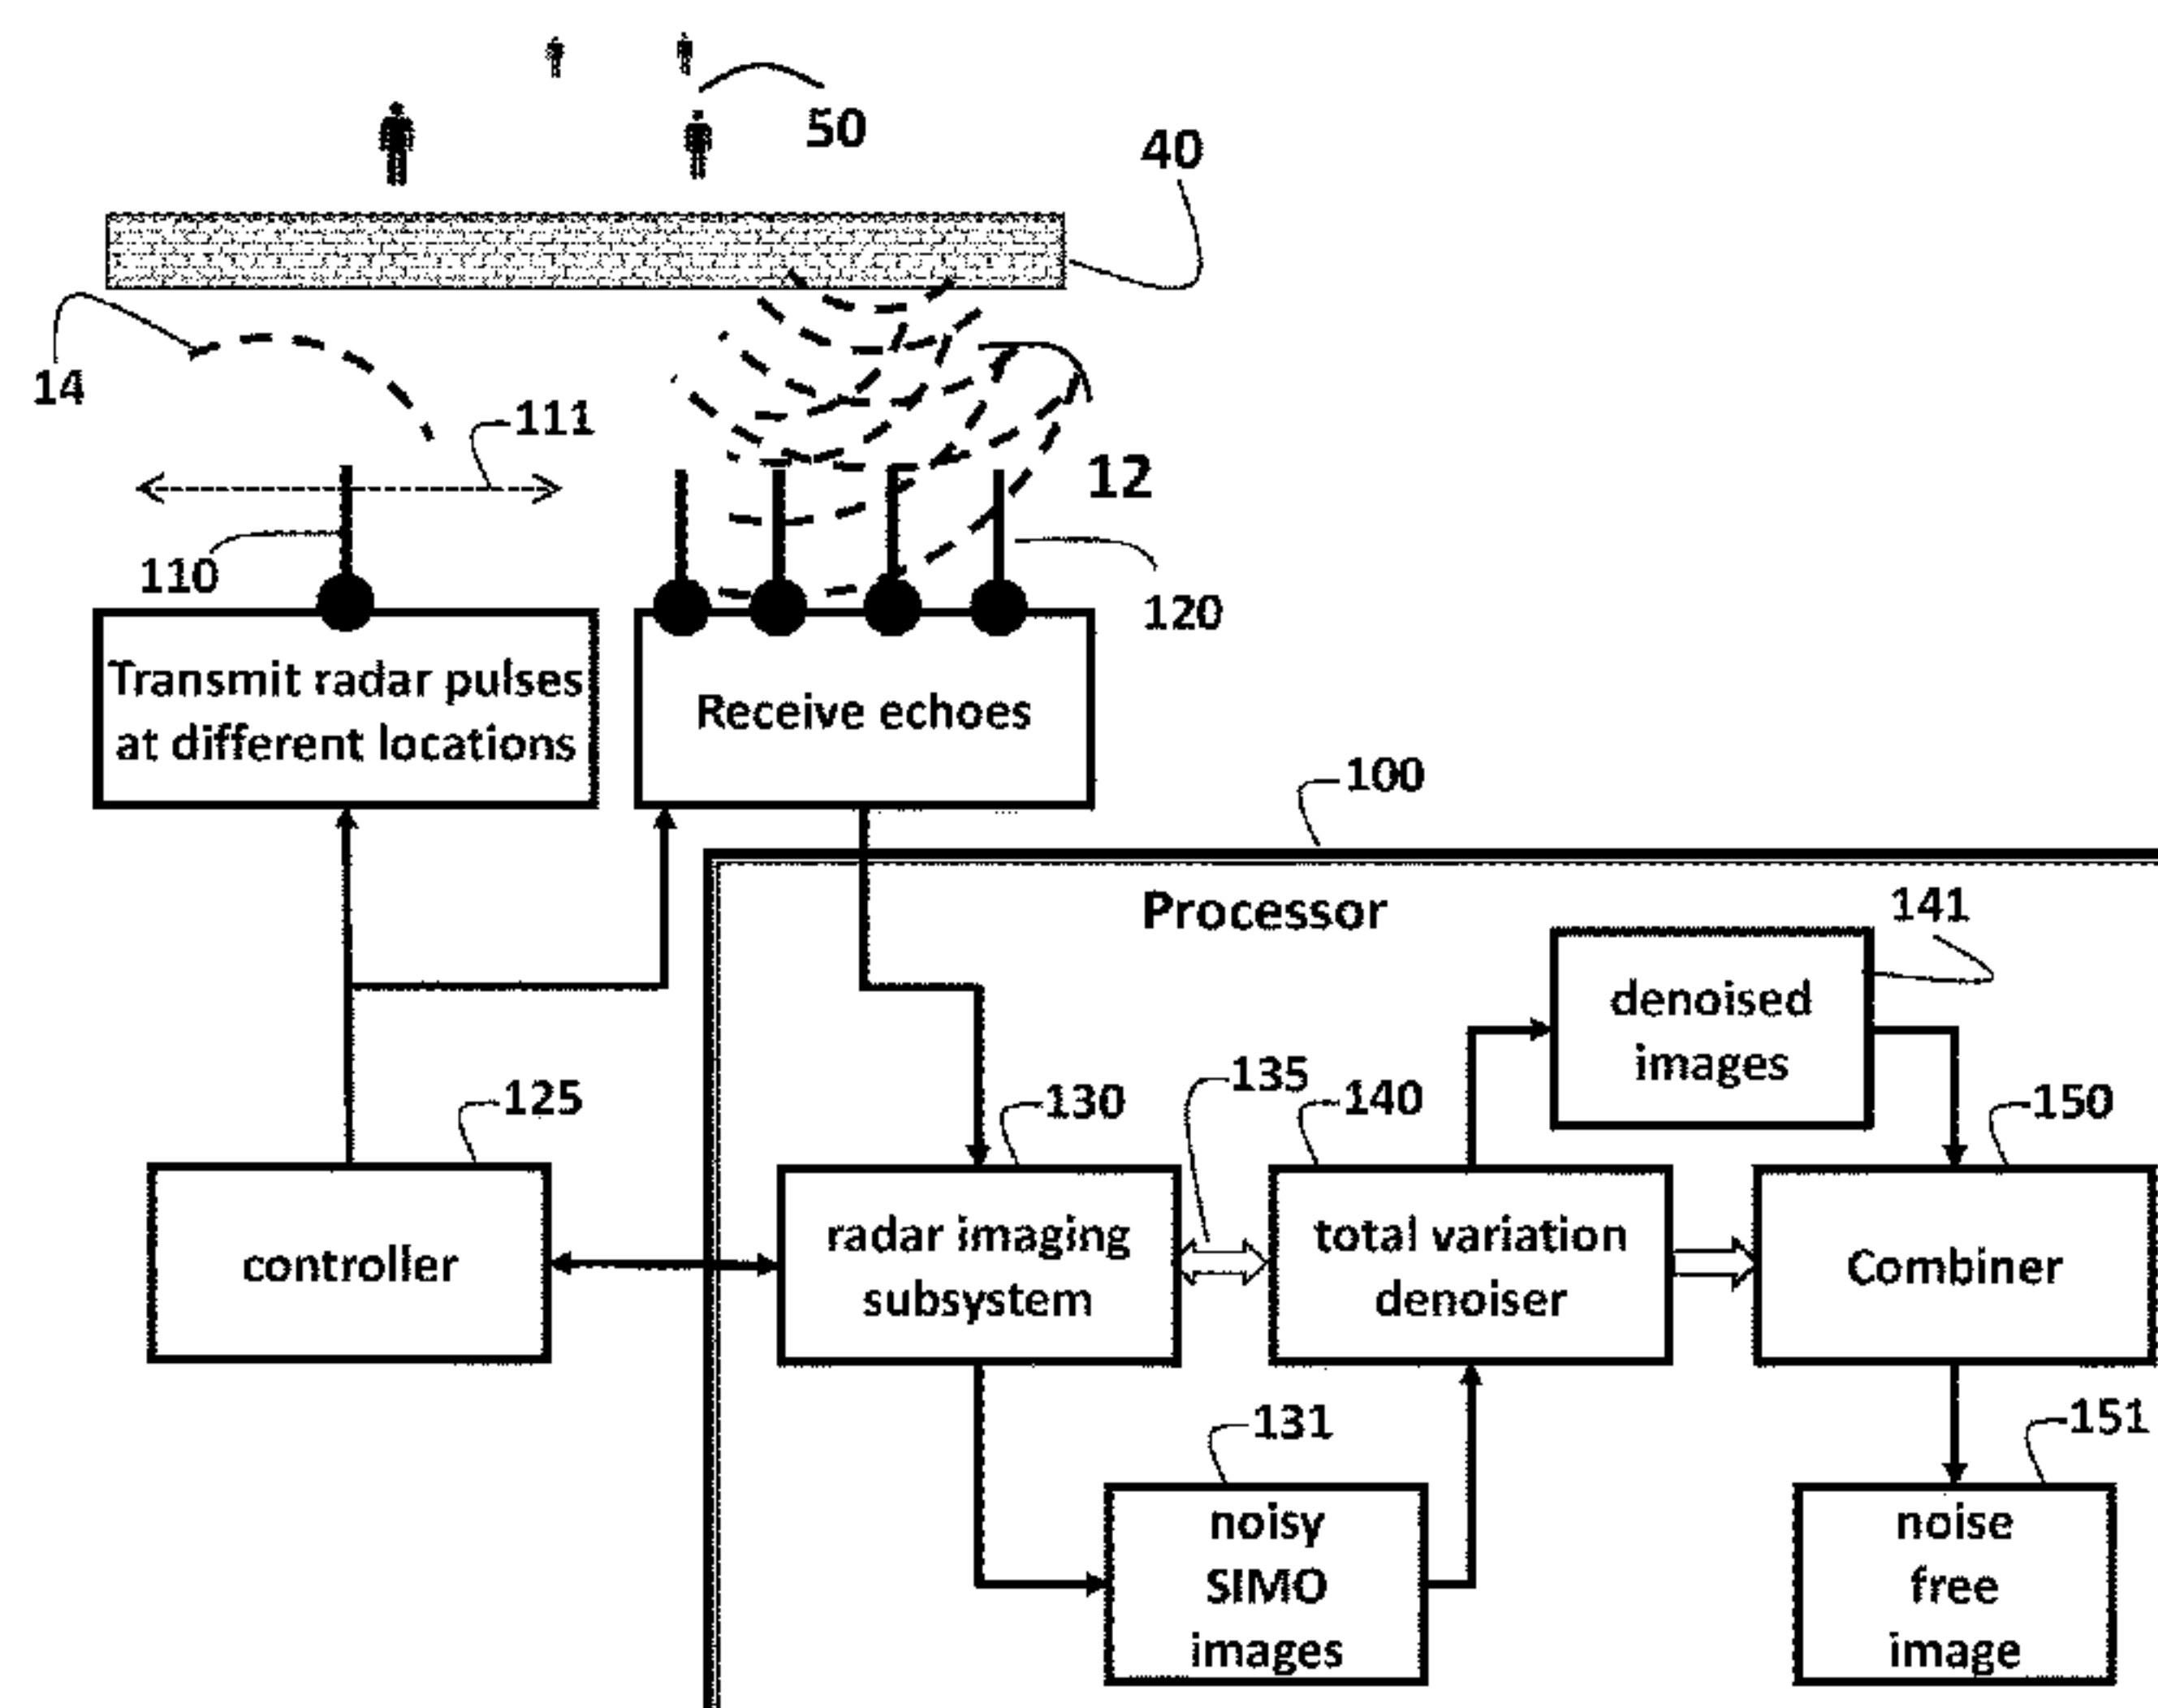 50
40
14
111
12
110
120
Transmit radar pulses
at different locations
Receive echoes
100
Processor
141
denoised
images
125
130
135
140
150
controller
radar imaging
subsystem
total variation
denoiser
Combiner
131
151
noisy
SIMO
images
noise
free
image